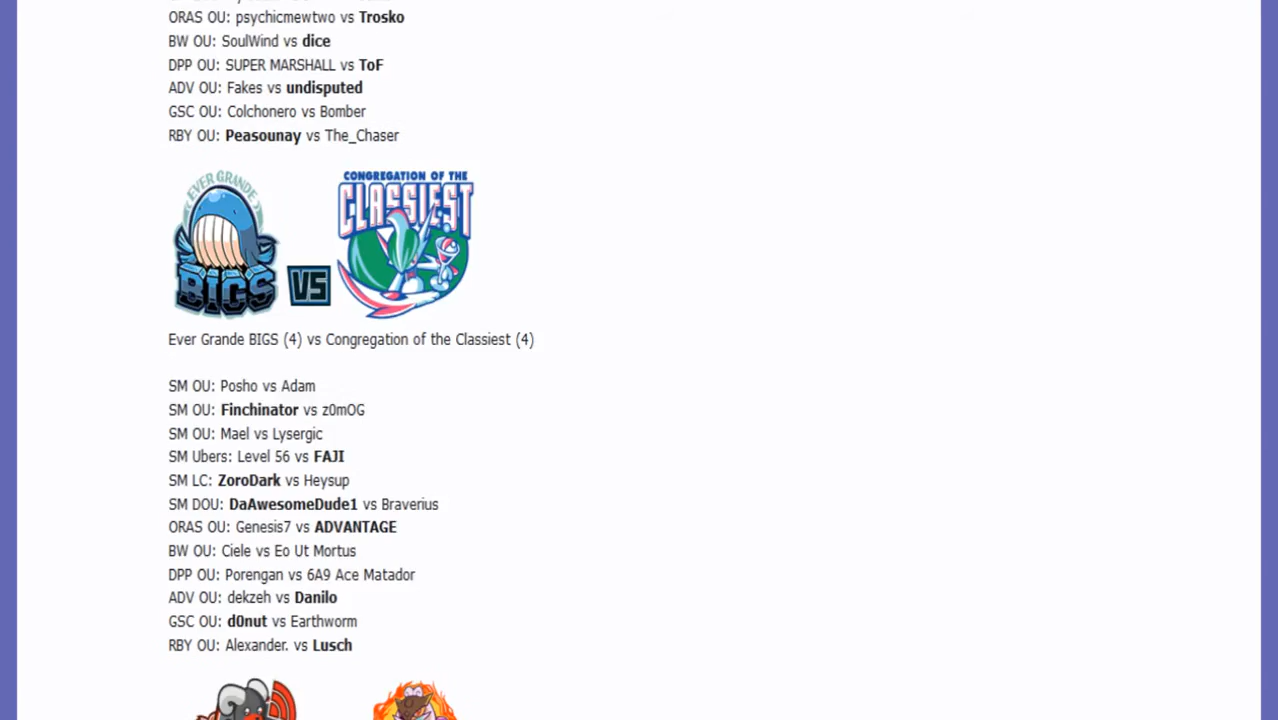 ORAS OU: psychicmewtwo vs Trosko
BW OU: SoulWind vs dice
DPP OU: SUPER MARSHALL vs ToF
ADV OU: Fakes vs undisputed
GSC OU: Colchonero vs Bomber
RBY OU: Peasounay vs The_Chaser
EVER GRANDE
BIGS
VS
CONGREGATION OF THE
CLASSIEST
Ever Grande BIGS (4) vs Congregation of the Classiest (4)
SM OU: Posho vs Adam
SM OU: Finchinator vs z0mOG
SM OU: Mael vs Lysergic
SM Ubers: Level 56 vs FAJI
SM LC: ZoroDark vs Heysup
SM DOU: DaAwesomeDude1 vs Braverius
ORAS OU: Genesis7 vs ADVANTAGE
BW OU: Ciele vs Eo Ut Mortus
DPP OU: Porengan vs 6A9 Ace Matador
ADV OU: dekzeh vs Danilo
GSC OU: d0nut vs Earthworm
RBY OU: Alexander. vs Lusch